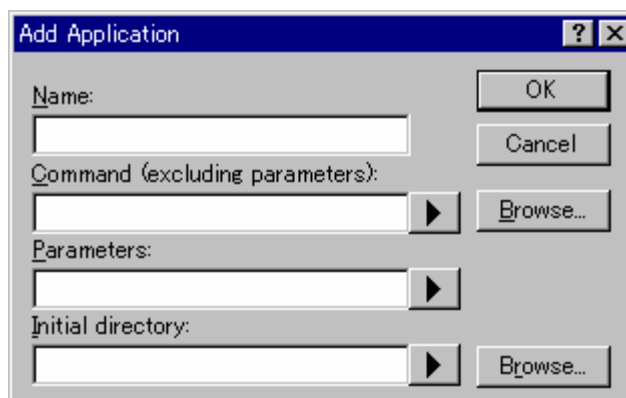 Add Application
Name:
OK
Cancel
Command (excluding parameters):
Browse...
Parameters:
Initial directory:
Browse...